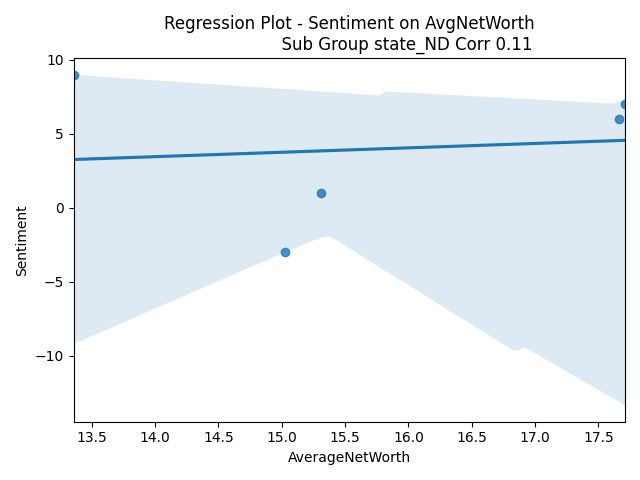 Regression Plot - Sentiment on AvgNetWorth
Sub Group state_ND Corr 0.11
10
5
0
−5
−10
Sentiment
13.5 14.0 14.5 15.0 15.5 16.0 16.5 17.0 17.5
AverageNetWorth